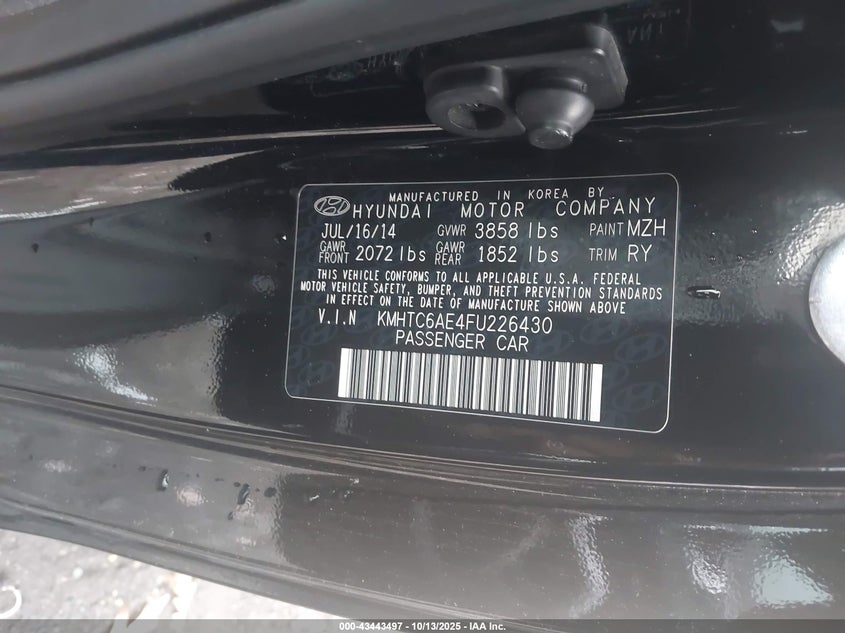 MANUFACTURED IN KOREA BY
HYUNDAI MOTOR COMPANY
JUL/16/14 GVWR 3858 lbs PAINT MZH
GAWR FRONT 2072 lbs GAWR REAR 1852 lbs TRIM RY
THIS VEHICLE CONFORMS TO ALL APPLICABLE U.S.A. FEDERAL
MOTOR VEHICLE SAFETY, BUMPER, AND THEFT PREVENTION STANDARDS
IN EFFECT ON THE DATE OF MANUFACTURE SHOWN ABOVE
V.I.N KMHTC6AE4FU226430
PASSENGER CAR
000-43443497 - 10/13/2025 - IAA Inc.